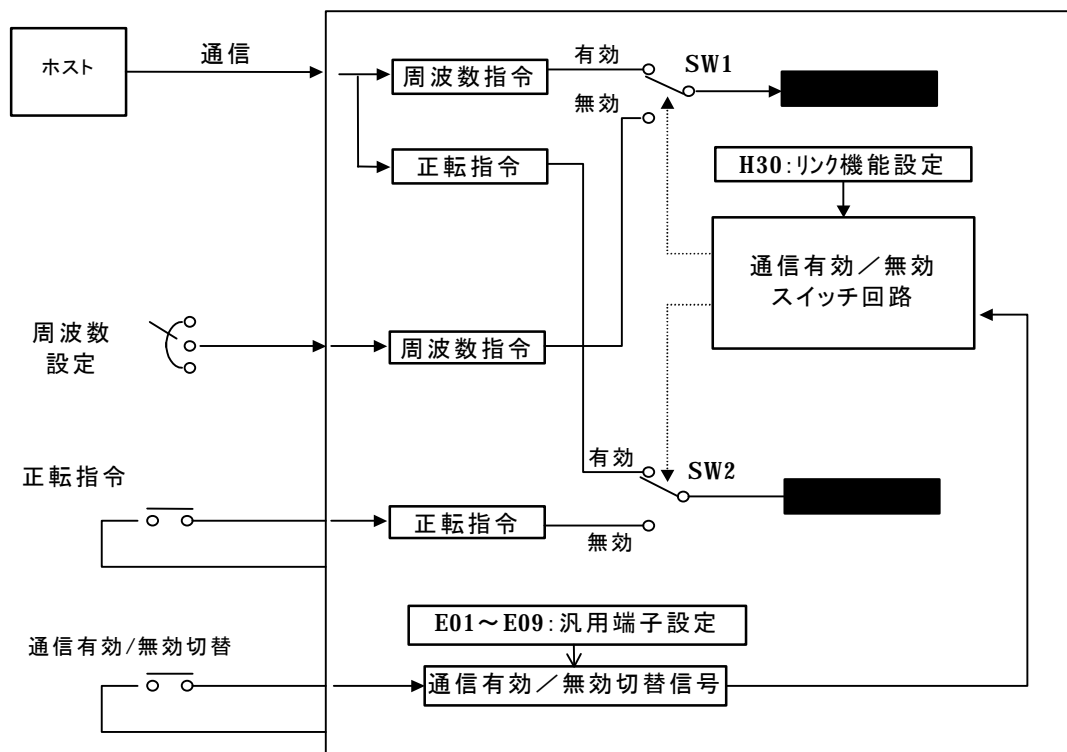 ホスト
通信
周波数指令
有効
SW1
無効
正転指令
H30:リンク機能設定
通信有効／無効
スイッチ回路
周波数
設定
周波数指令
有効
SW2
正転指令
正転指令
無効
E01～E09:汎用端子設定
通信有効/無効切替
通信有効／無効切替信号